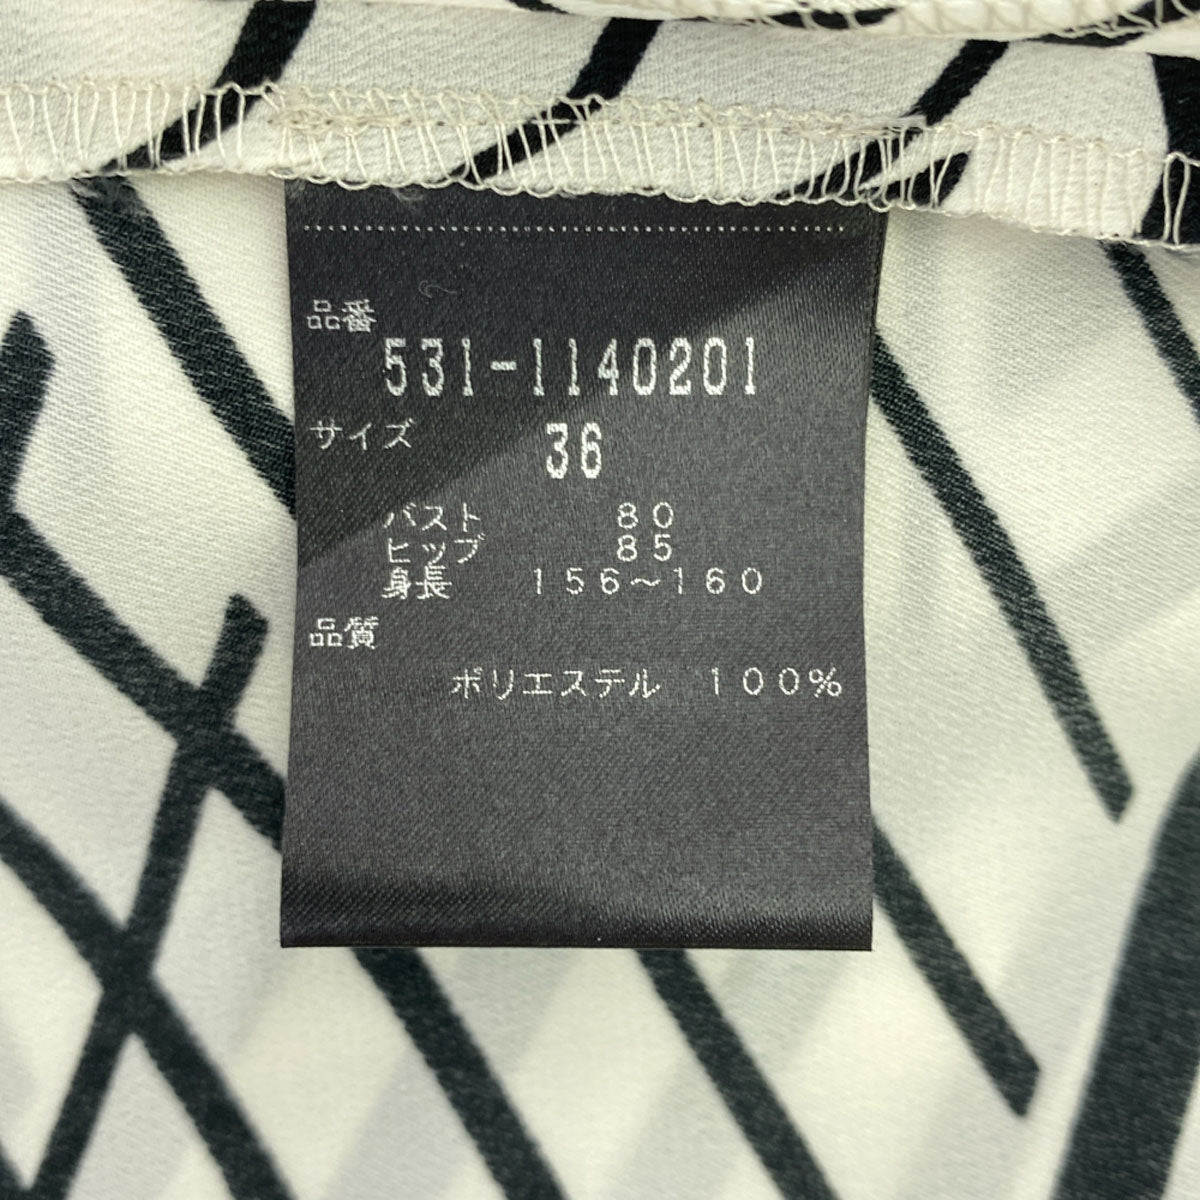 品番
531-1140201
サイズ 36
バスト 80
ヒップ 85
身長 156～160
品質
ポリエステル 100%